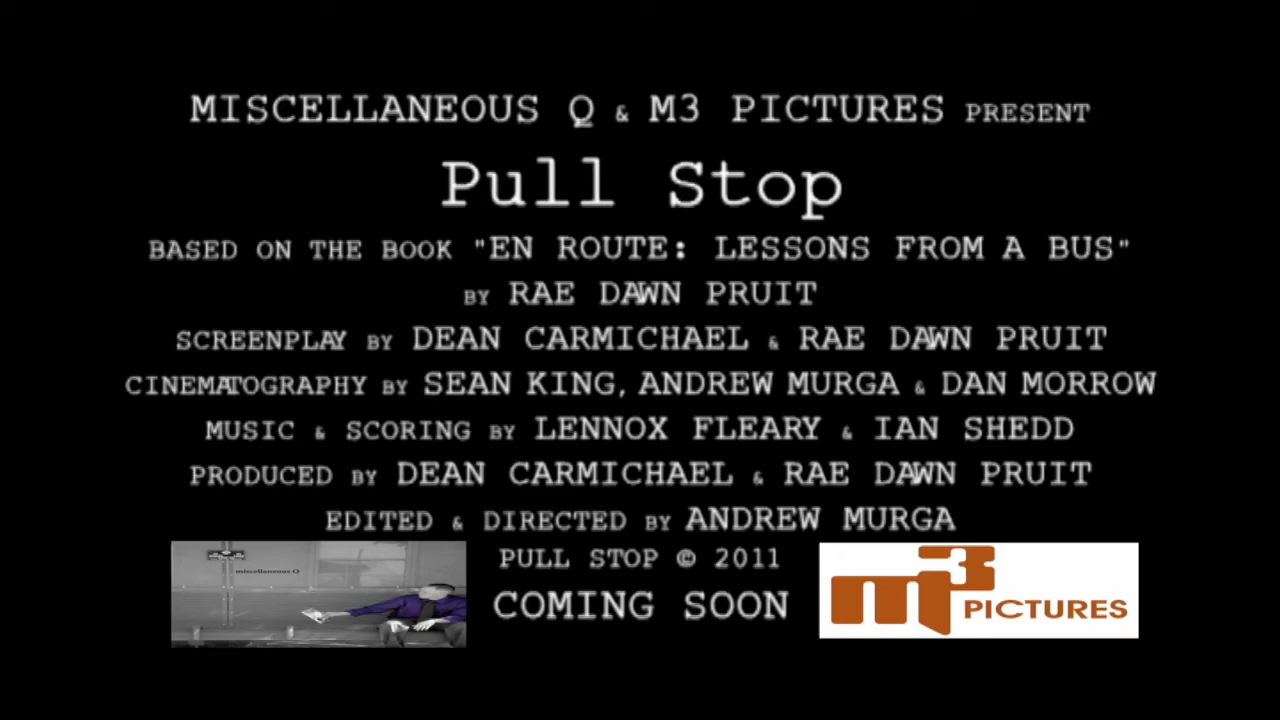 MISCELLANEOUS Q & M3 PICTURES PRESENT
Pull Stop
BASED ON THE BOOK "EN ROUTE: LESSONS FROM A BUS"
BY RAE DAWN PRUIT
SCREENPLAY BY DEAN CARMICHAEL & RAE DAWN PRUIT
CINEMATOGRAPHY BY SEAN KING, ANDREW MURGA & DAN MORROW
MUSIC & SCORING BY LENNOX FLEARY & IAN SHEDD
PRODUCED BY DEAN CARMICHAEL & RAE DAWN PRUIT
EDITED & DIRECTED BY ANDREW MURGA
PULL STOP © 2011
COMING SOON
miscellaneous Q
m3 PICTURES